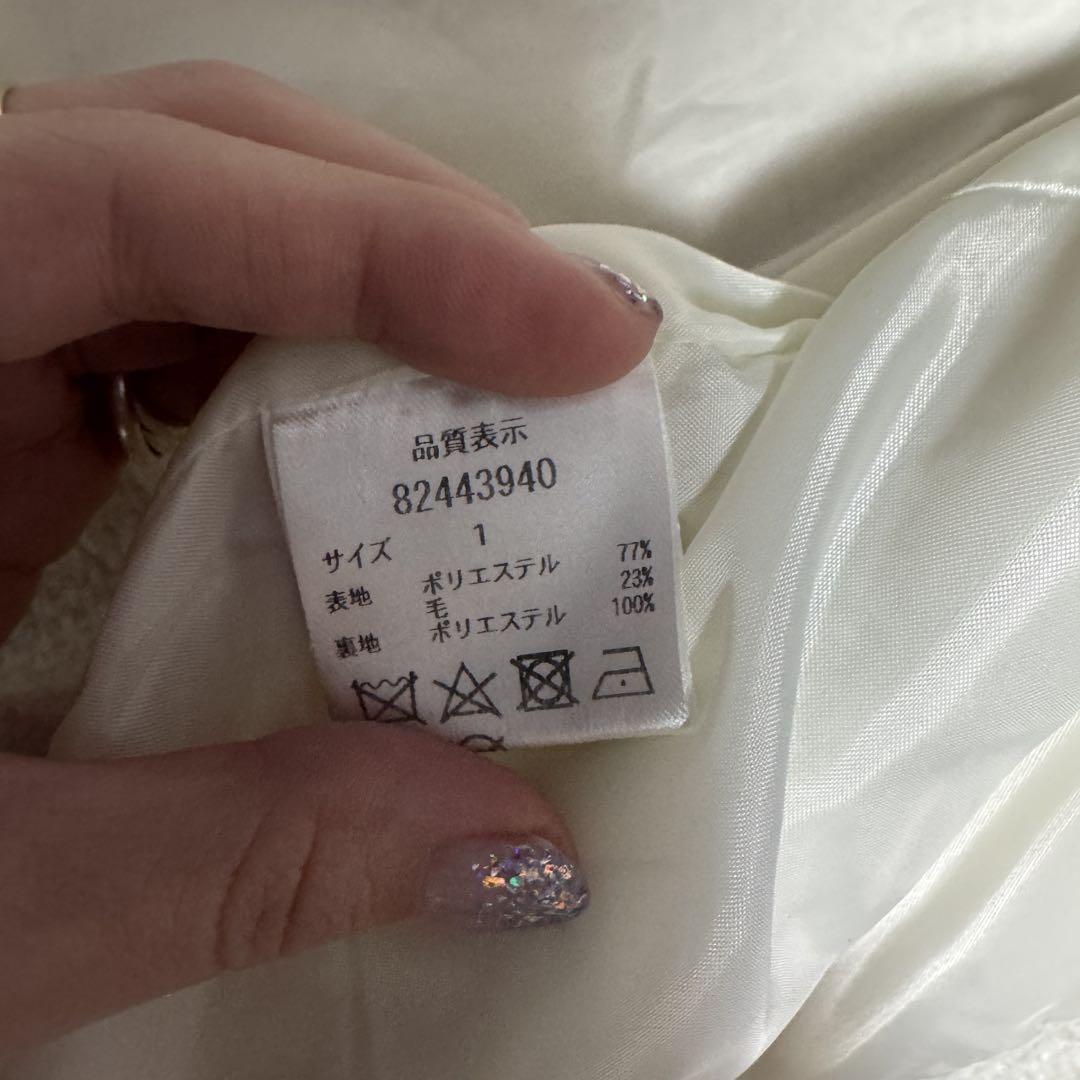 品質表示
82443940
サイズ 1
表地 ポリエステル 77%
毛 23%
裏地 ポリエステル 100%